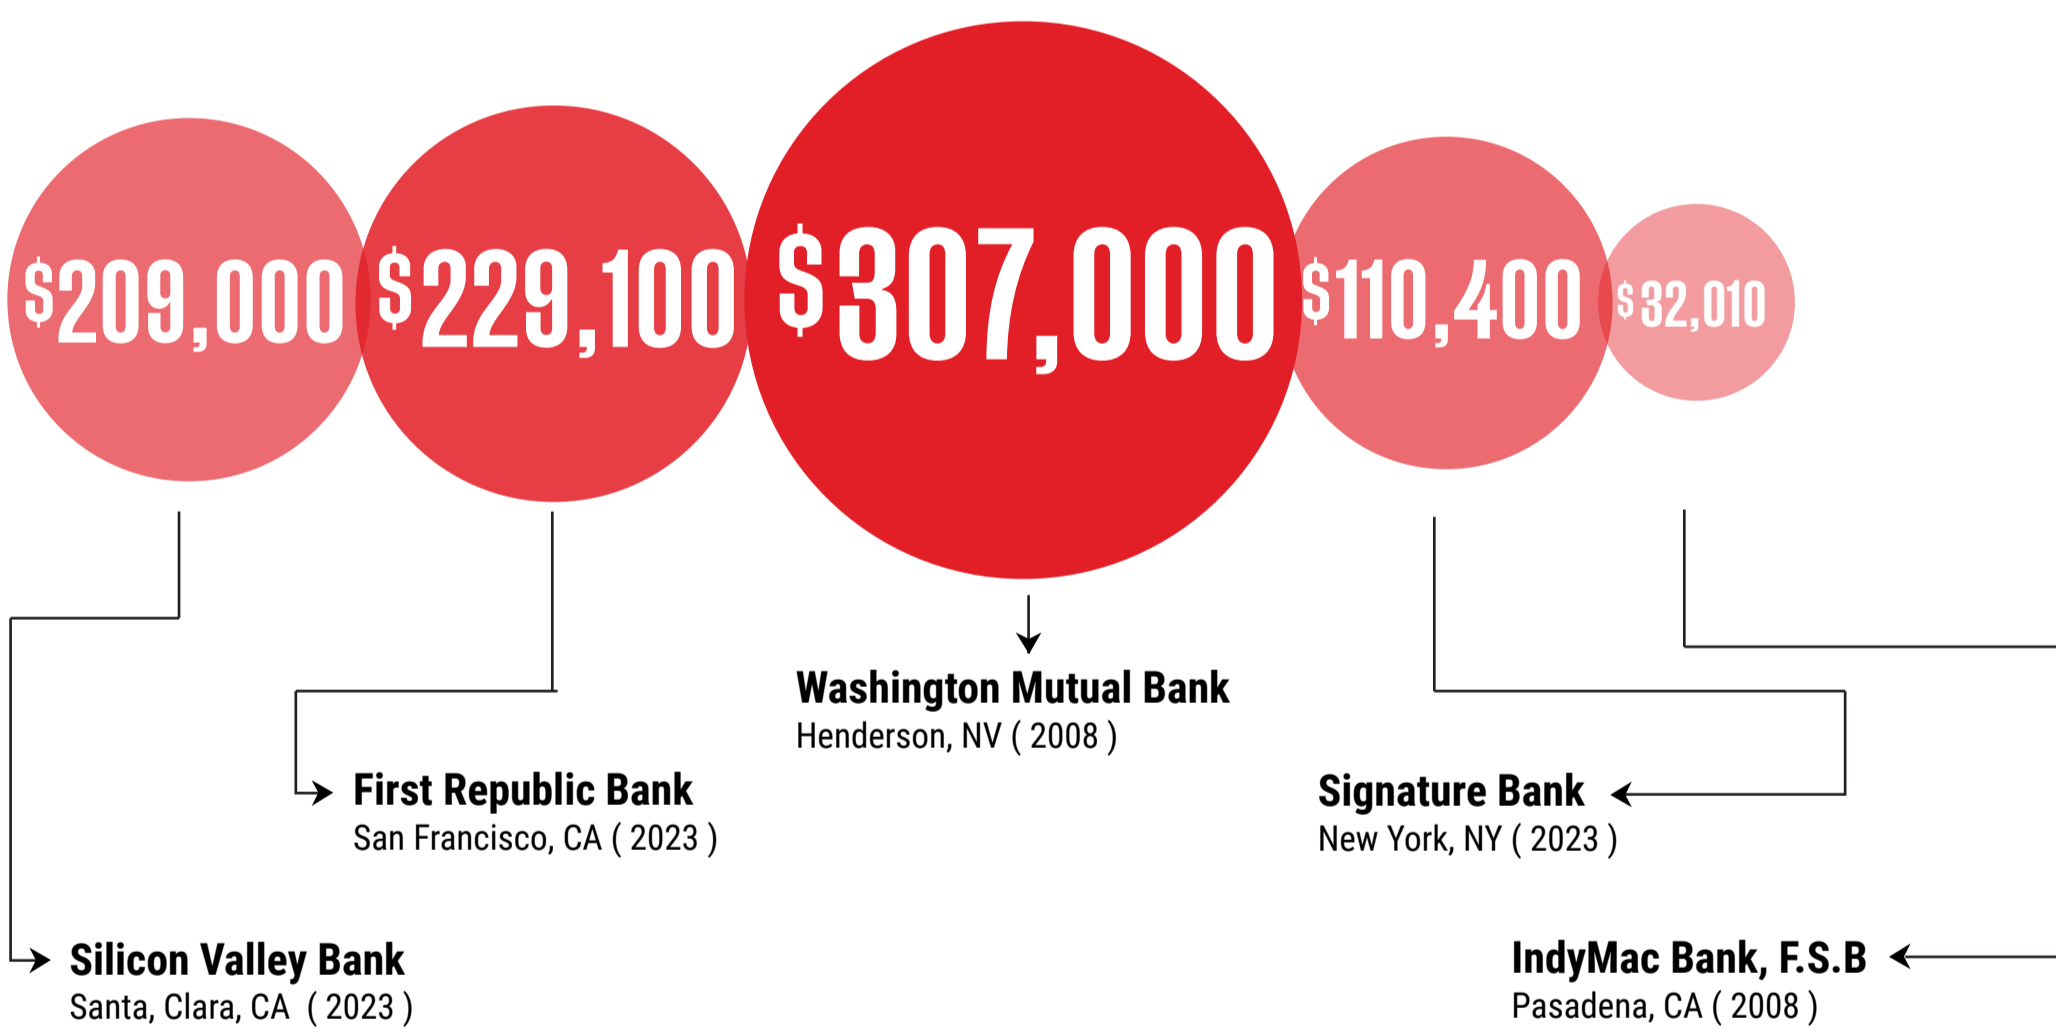 $209,000
$229,100
$307,000
$110,400
$32,010
Washington Mutual Bank
Henderson, NV ( 2008 )
First Republic Bank
San Francisco, CA ( 2023 )
Signature Bank
New York, NY ( 2023 )
Silicon Valley Bank
Santa, Clara, CA ( 2023 )
IndyMac Bank, F.S.B
Pasadena, CA ( 2008 )